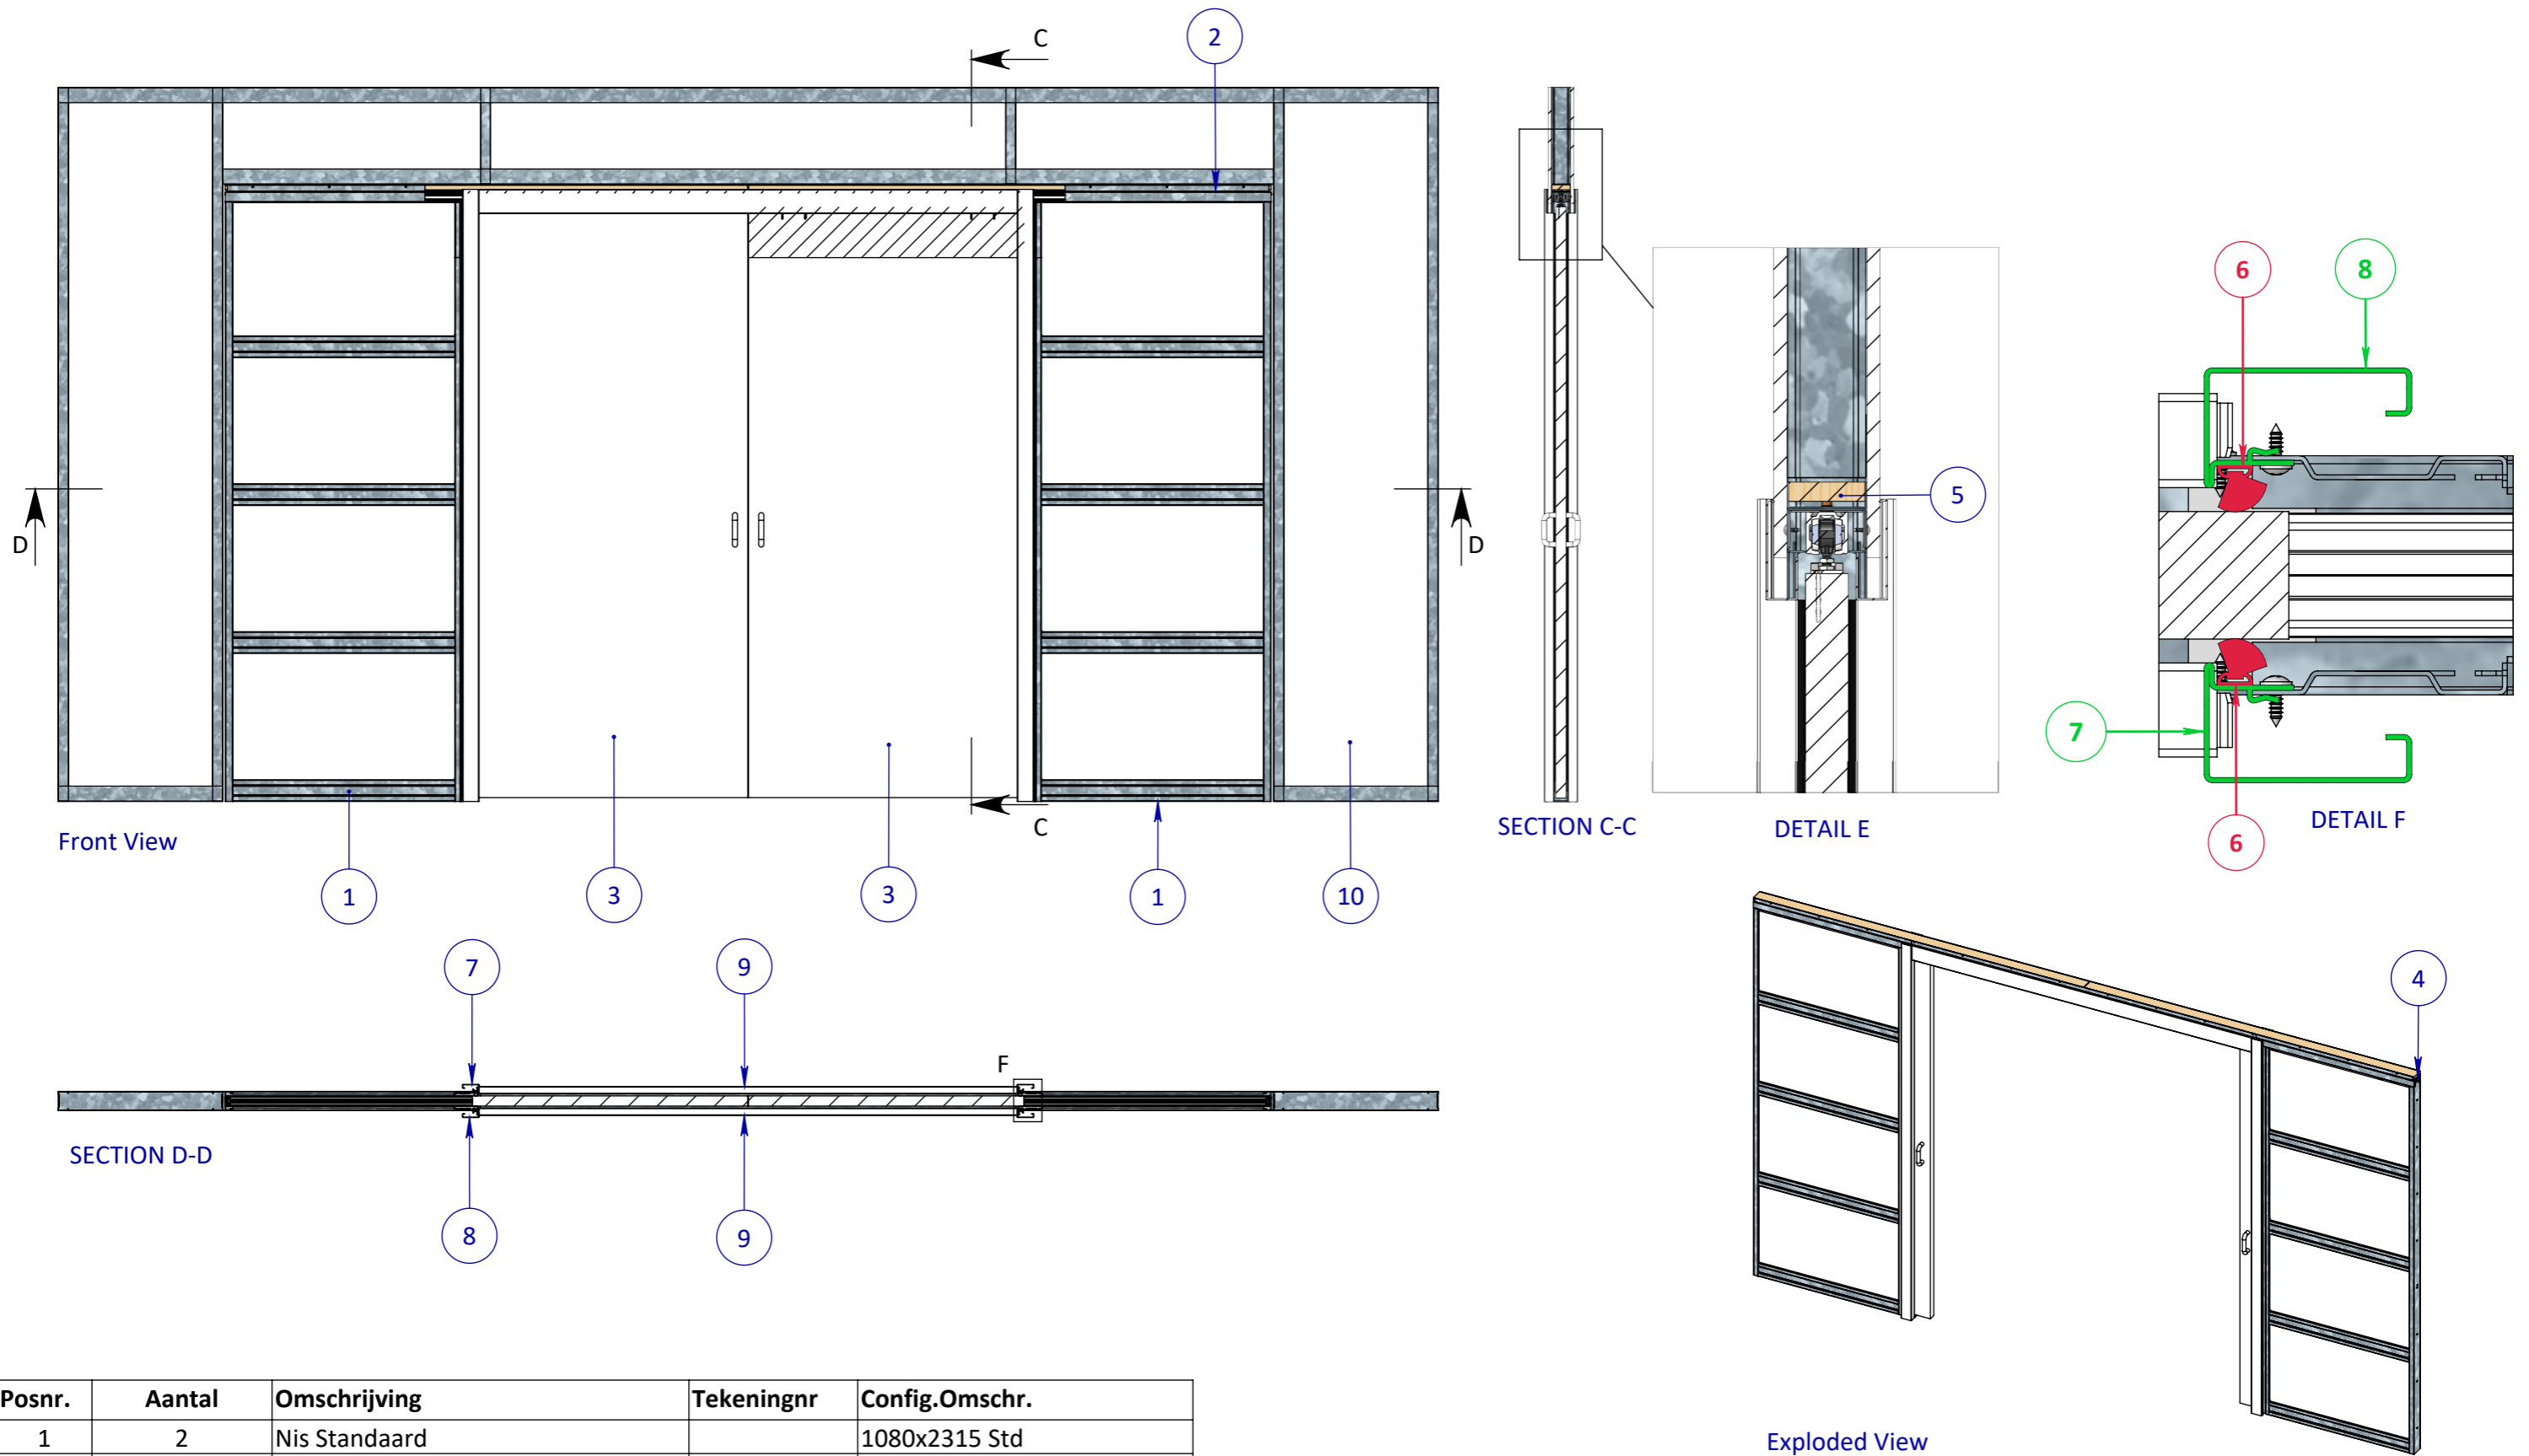 C
2
D
D
C
Front View
1
3
3
1
10
SECTION C-C
5
DETAIL E
6
8
7
6
DETAIL F
7
9
F
8
9
SECTION D-D
4
Exploded View
Posnr. Aantal Omschrijving Tekeningnr Config.Omschr.
1 2 Nis Standaard 1080x2315 Std